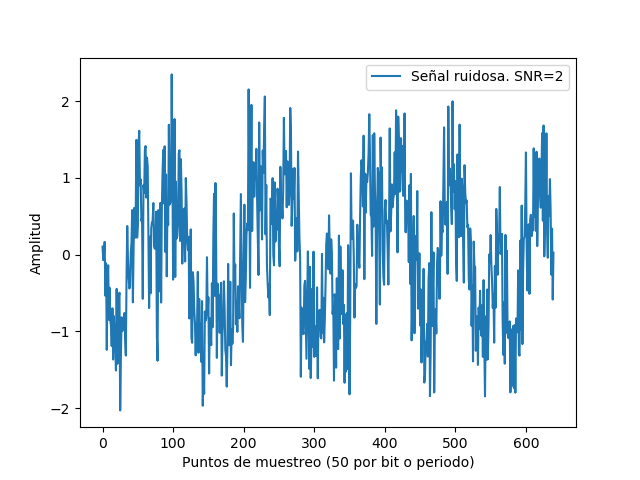 Señal ruidosa. SNR=2
Amplitud
2
1
0
−1
−2
0 100 200 300 400 500 600
Puntos de muestreo (50 por bit o periodo)